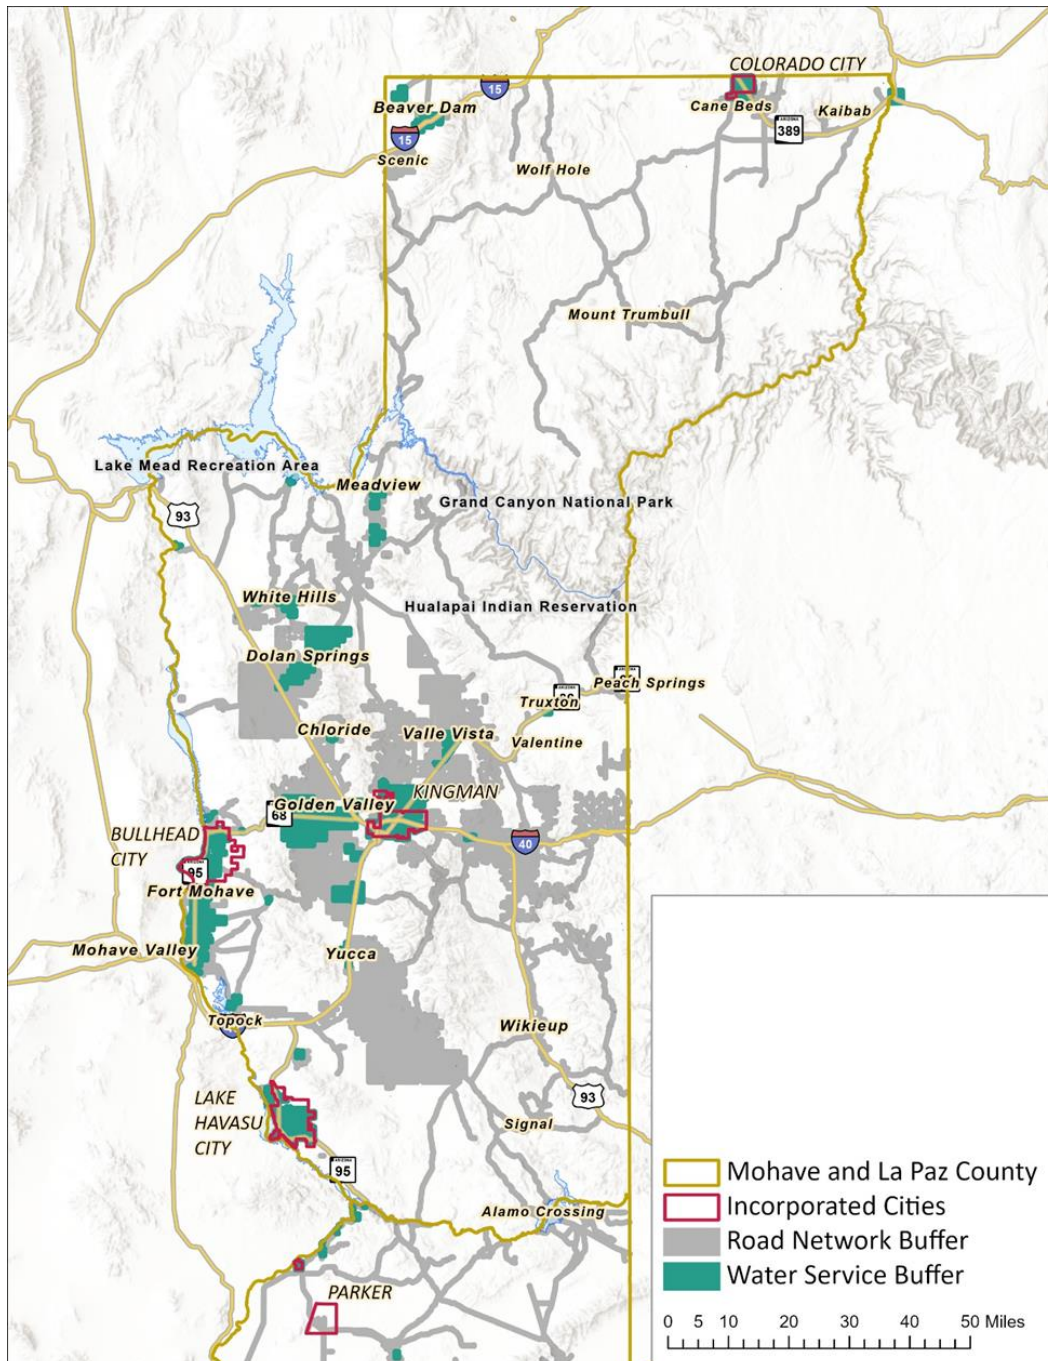 COLORADO CITY
15
Beaver Dam
Cane Beds
Kaibab
ARIZONA
389
15
Scenic
Wolf Hole
Mount Trumbull
Lake Mead Recreation Area
Meadview
Grand Canyon National Park
93
White Hills
Hualapai Indian Reservation
Dolan Springs
Peach Springs
Truxton
Chloride
Valle Vista
Valentine
KINGMAN
Golden Valley
68
BULLHEAD
CITY
40
95
Fort Mohave
Mohave Valley
Yucca
Topock
Wikieup
93
LAKE
HAVASU
CITY
Signal
ARIZONA
95
Alamo Crossing
PARKER
Mohave and La Paz County
Incorporated Cities
Road Network Buffer
Water Service Buffer
0 5 10 20 30 40 50 Miles